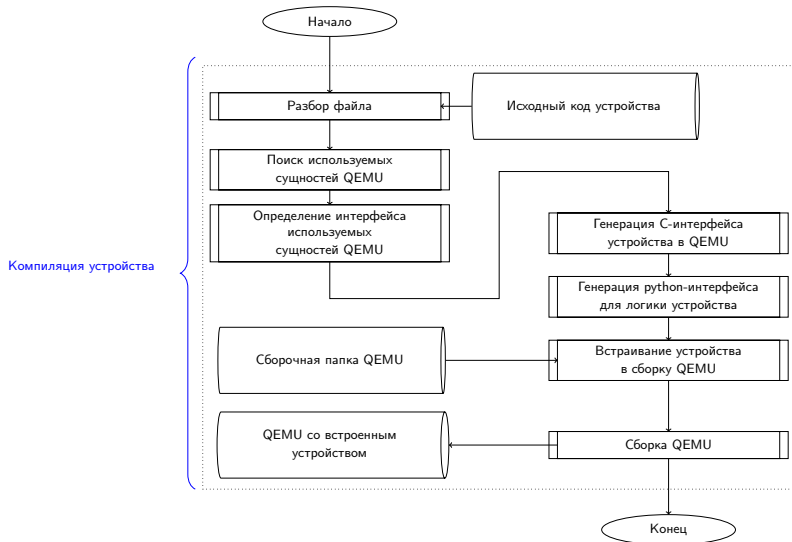 Начало
Разбор файла
Исходный код устройства
Поиск используемых
сущностей QEMU
Определение интерфейса
используемых
сущностей QEMU
Генерация C-интерфейса
устройства в QEMU
Компиляция устройства
Генерация python-интерфейса
для логики устройства
Сборочная папка QEMU
Встраивание устройства
в сборку QEMU
QEMU со встроенным
устройством
Сборка QEMU
Конец